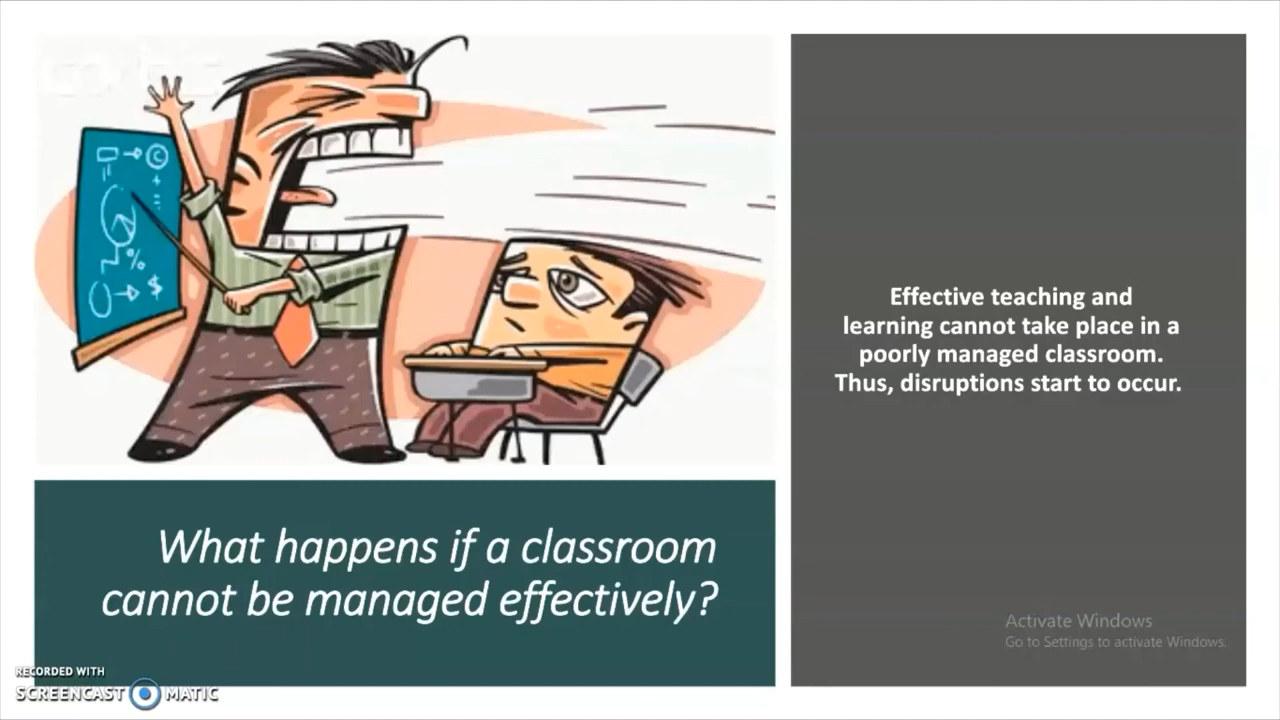 What happens if a classroom
cannot be managed effectively?
Effective teaching and
learning cannot take place in a
poorly managed classroom.
Thus, disruptions start to occur.
Activate Windows
Go to Settings to activate Windows.
RECORDED WITH
SCREENCAST MATIC